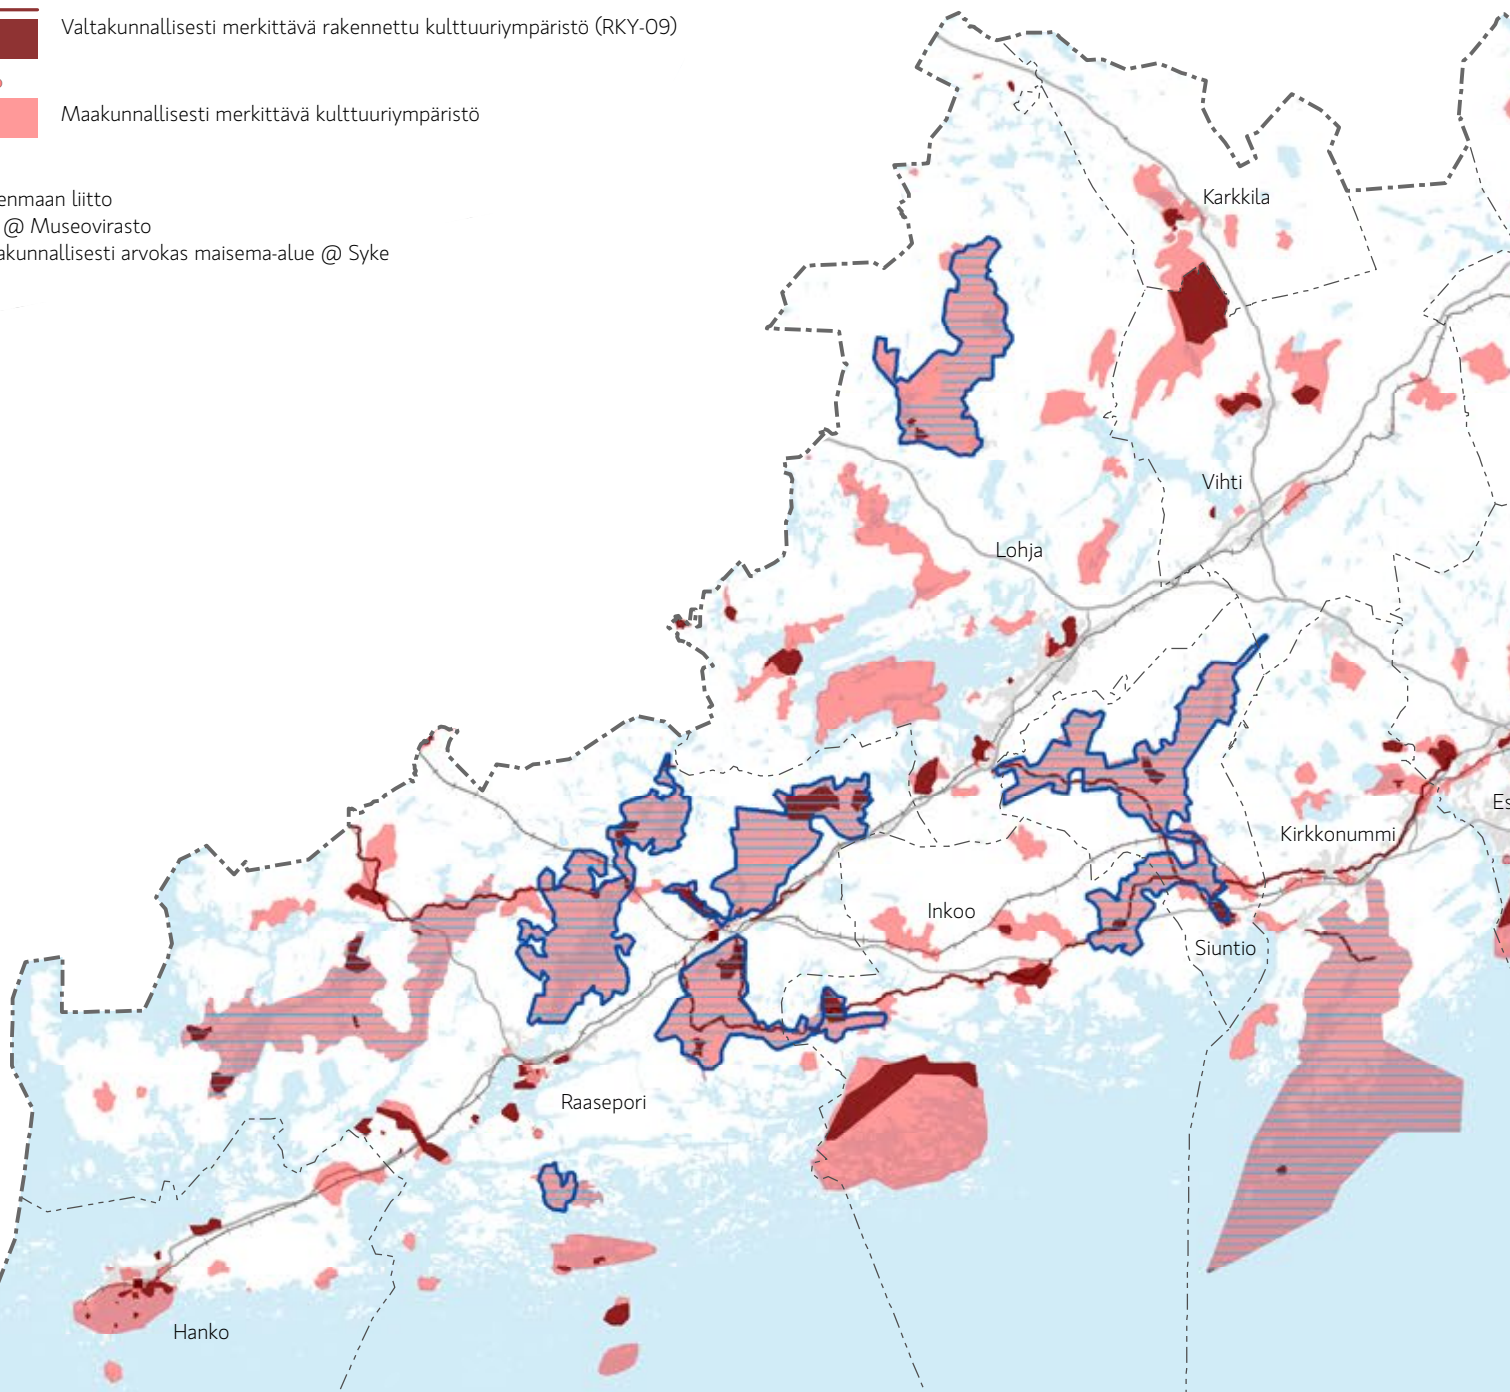 Valtakunnallisesti merkittävä rakennettu kulttuuriympäristö (RKY-09)
Maakunnallisesti merkittävä kulttuuriympäristö
enmaan liitto
@ Museovirasto
akunnallisesti arvokas maisema-alue @ Syke
Karkkila
Vihti
Lohja
Es
Kirkkonummi
Inkoo
Siuntio
Raasepori
Hanko